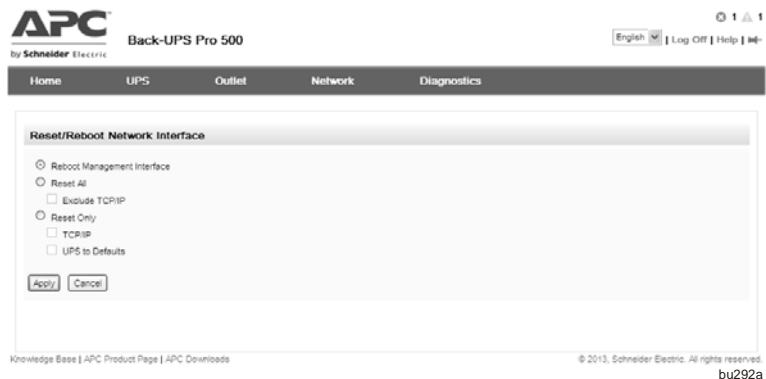 APC
by Schneider Electric
Back-UPS Pro 500
1 1
English | Log Off | Help |
Home UPS Outlet Network Diagnostics
Reset/Reboot Network Interface
Reboot Management Interface
Reset All
Exclude TCP/IP
Reset Only
TCP/IP
UPS to Defaults
Apply Cancel
Knowledge Base | APC Product Page | APC Downloads
© 2013, Schneider Electric. All rights reserved.
bu292a